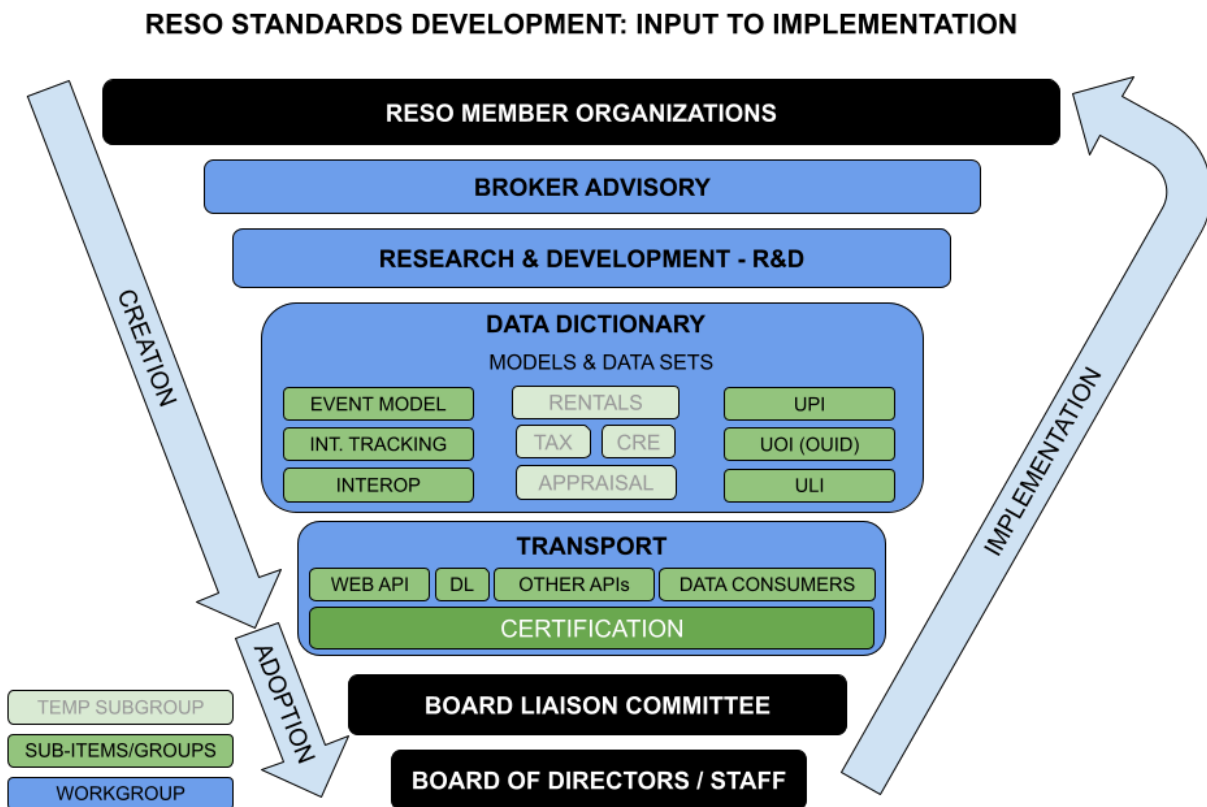 RESO STANDARDS DEVELOPMENT: INPUT TO IMPLEMENTATION
RESO MEMBER ORGANIZATIONS
BROKER ADVISORY
RESEARCH & DEVELOPMENT - R&D
CREATION
DATA DICTIONARY
MODELS & DATA SETS
EVENT MODEL
RENTALS
UPI
INT. TRACKING
TAX
CRE
UOI (OUID)
INTEROP
APPRAISAL
ULI
IMPLEMENTATION
TRANSPORT
WEB API
DL
OTHER APIs
DATA CONSUMERS
CERTIFICATION
ADOPTION
BOARD LIAISON COMMITTEE
BOARD OF DIRECTORS / STAFF
TEMP SUBGROUP
SUB-ITEMS/GROUPS
WORKGROUP